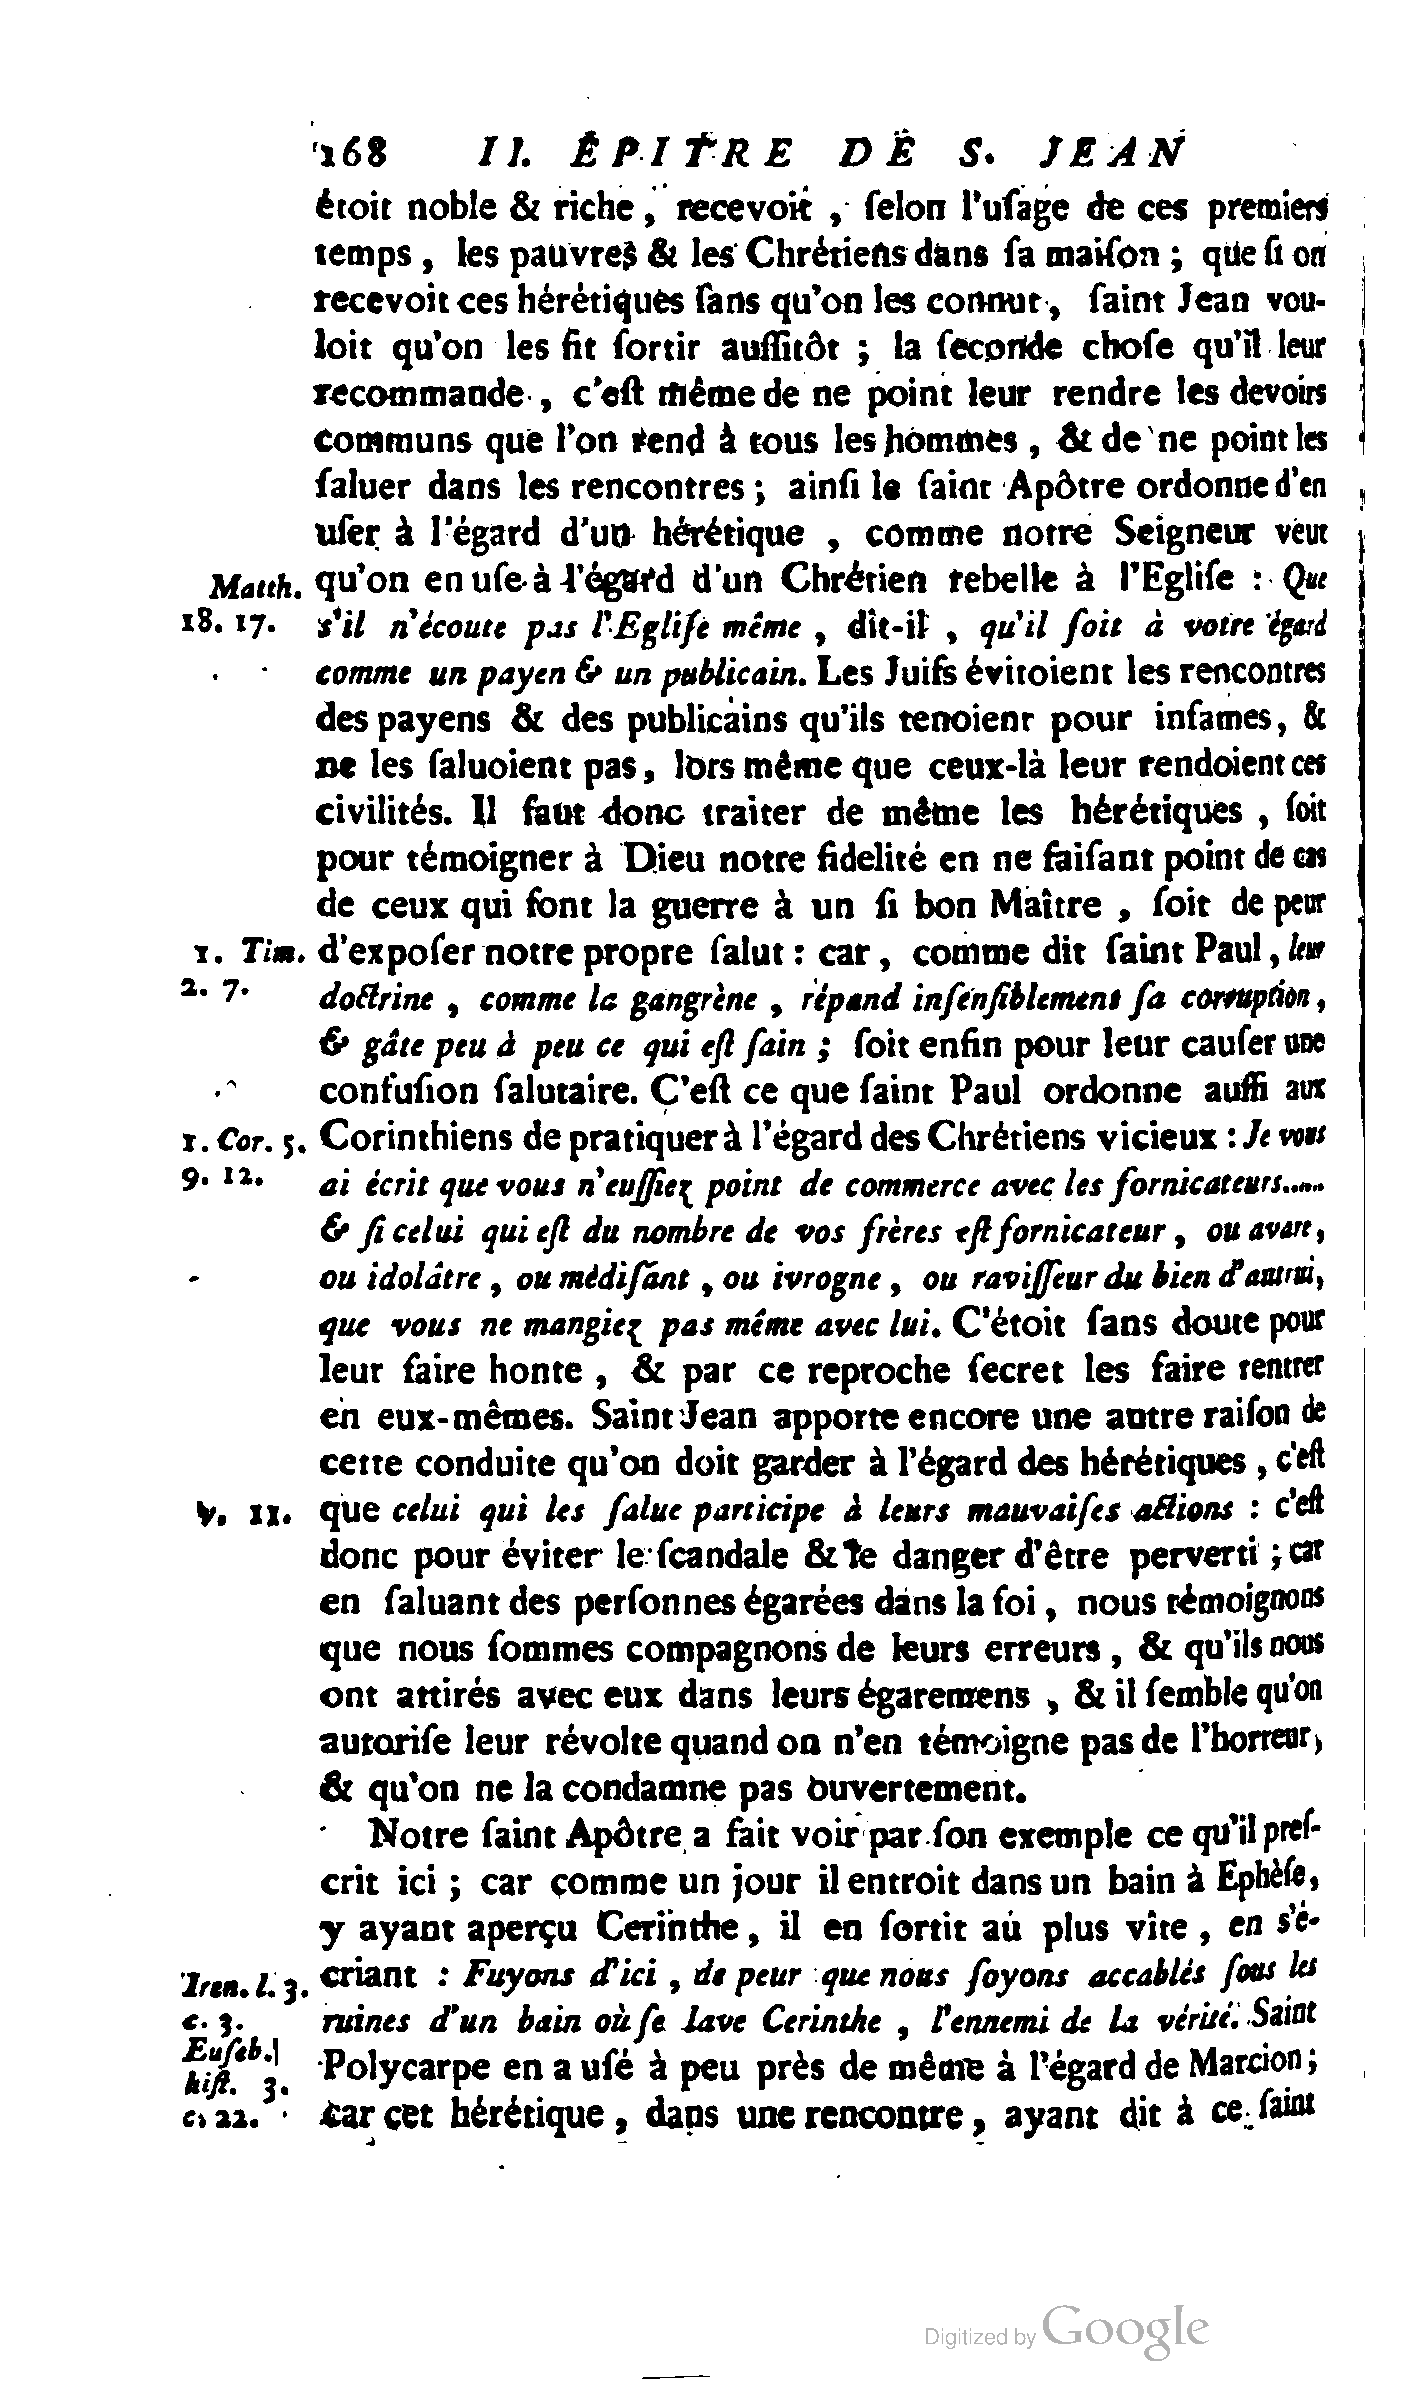 168 II. ÉPITRE DE S. JEAN
étoit noble & riche, recevoit, ſelon l'uſage de ces premiers
temps, les pauvres & les Chrétiens dans ſa maiſon ; que ſi on
recevoit ces hérétiques ſans qu'on les connut, ſaint Jean vou-
loit qu'on les fit ſortir auſſitôt ; la ſeconde choſe qu'il leur
recommande, c'eſt même de ne point leur rendre les devoirs
communs que l'on rend à tous les hommes, & de ne point les
ſaluer dans les rencontres ; ainſi le ſaint Apôtre ordonne d'en
uſer à l'égard d'un hérétique, comme notre Seigneur veut
Matth. qu'on en uſe à l'égard d'un Chrétien rebelle à l'Egliſe : Que
18. 17. s'il n'écoute pas l'Egliſe même, dit-il, qu'il ſoit à votre égard
comme un payen & un publicain. Les Juifs évitoient les rencontres
des payens & des publicains qu'ils tenoient pour infames, &
ne les ſaluoient pas, lors même que ceux-là leur rendoient ces
civilités. Il faut donc traiter de même les hérétiques, ſoit
pour témoigner à Dieu notre fidelité en ne faiſant point de cas
de ceux qui font la guerre à un ſi bon Maître, ſoit de peur
1. Tim. d'expoſer notre propre ſalut : car, comme dit ſaint Paul, leur
2. 7. doctrine, comme la gangrène, répand inſenſiblement ſa corruption,
& gâte peu à peu ce qui eſt ſain ; ſoit enfin pour leur cauſer une
confuſion ſalutaire. C'eſt ce que ſaint Paul ordonne auſſi aux
1. Cor. 5. Corinthiens de pratiquer à l'égard des Chrétiens vicieux : Je vous
9. 12. ai écrit que vous n'euſſiez point de commerce avec les fornicateurs.....
& ſi celui qui eſt du nombre de vos frères eſt fornicateur, ou avare,
ou idolâtre, ou médiſant, ou ivrogne, ou raviſſeur du bien d'autrui,
que vous ne mangiez pas même avec lui. C'étoit ſans doute pour
leur faire honte, & par ce reproche ſecret les faire rentrer
en eux-mêmes. Saint Jean apporte encore une autre raiſon de
cette conduite qu'on doit garder à l'égard des hérétiques, c'eſt
v. 11. que celui qui les ſalue participe à leurs mauvaiſes actions : c'eſt
donc pour éviter le ſcandale & le danger d'être perverti ; car
en ſaluant des perſonnes égarées dans la foi, nous témoignons
que nous ſommes compagnons de leurs erreurs, & qu'ils nous
ont attirés avec eux dans leurs égaremens, & il ſemble qu'on
autoriſe leur révolte quand on n'en témoigne pas de l'horreur,
& qu'on ne la condamne pas ouvertement.
Notre ſaint Apôtre a fait voir par ſon exemple ce qu'il preſ-
crit ici ; car comme un jour il entroit dans un bain à Ephèſe,
y ayant aperçu Cerinthe, il en ſortit au plus vîte, en s'é-
Iren. l. 3. criant : Fuyons d'ici, de peur que nous ſoyons accablés ſous les
c. 3. ruines d'un bain où ſe lave Cerinthe, l'ennemi de la vérité. Saint
Euſeb. Polycarpe en a uſé à peu près de même à l'égard de Marcion ;
hiſt. 3.
c. 22. car cet hérétique, dans une rencontre, ayant dit à ce ſaint
Digitized by Google